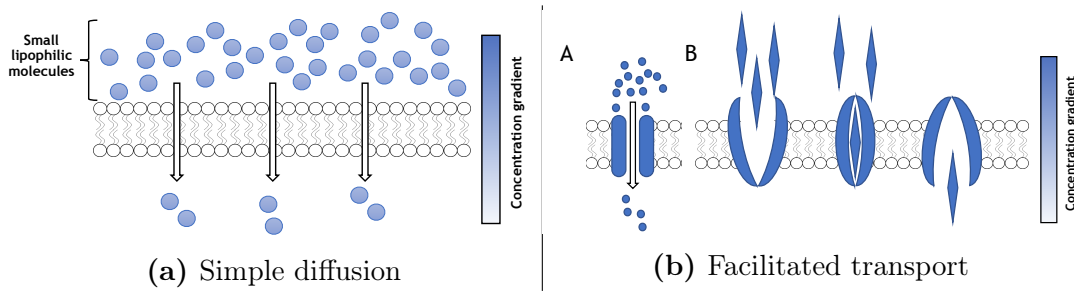 Small
lipophilic
molecules
Concentration gradient
(a) Simple diffusion
A
B
Concentration gradient
(b) Facilitated transport